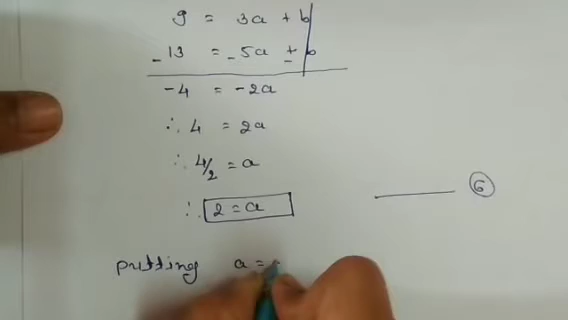 9 = 3a + b
- 13 = - 5a ± b
-4 = -2a
∴ 4 = 2a
∴ 4/2 = a
∴ 2 = a ——— 6
putting a =